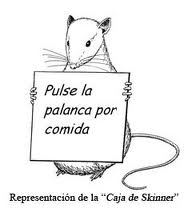 Pulse la
palanca por
comida
Representación de la “Caja de Skinner”